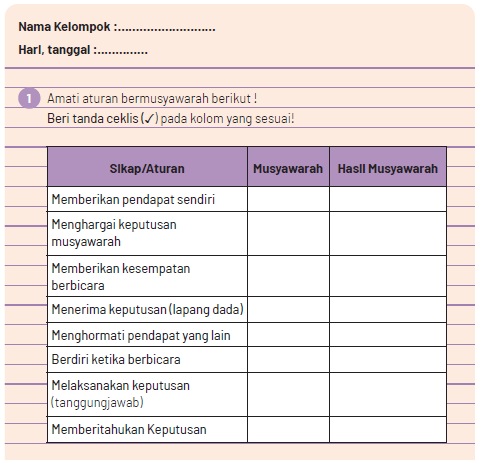 Nama Kelompok :............................
Hari, tanggal :..............
1 Amati aturan bermusyawarah berikut !
Beri tanda ceklis (✓) pada kolom yang sesuai!
Sikap/Aturan Musyawarah Hasil Musyawarah
Memberikan pendapat sendiri
Menghargai keputusan
musyawarah
Memberikan kesempatan
berbicara
Menerima keputusan (lapang dada)
Menghormati pendapat yang lain
Berdiri ketika berbicara
Melaksanakan keputusan
(tanggungjawab)
Memberitahukan Keputusan